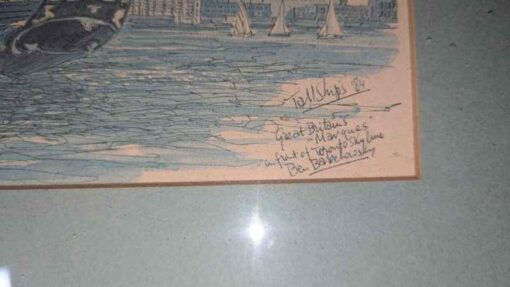 Tall Ships 84
Great Britain's
"Marques"
in front of Toronto Skyline
Ben Babelowsky